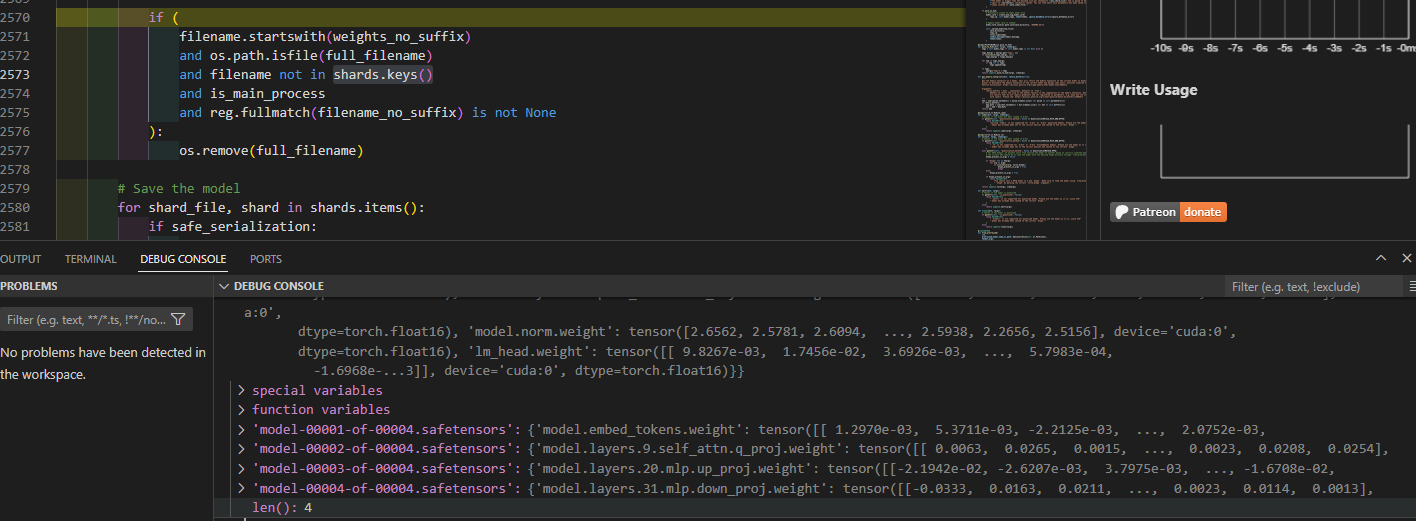 2569
2570 if (
2571 filename.startswith(weights_no_suffix)
2572 and os.path.isfile(full_filename)
2573 and filename not in shards.keys()
2574 and is_main_process
2575 and reg.fullmatch(filename_no_suffix) is not None
2576 ):
2577 os.remove(full_filename)
2578
2579 # Save the model
2580 for shard_file, shard in shards.items():
2581 if safe_serialization:
-10s -9s -8s -7s -6s -5s -4s -3s -2s -1s -0ms
Write Usage
Patreon donate
OUTPUT TERMINAL DEBUG CONSOLE PORTS
PROBLEMS
Filter (e.g. text, **/*.ts, !**/no...
No problems have been detected in
the workspace.
DEBUG CONSOLE
Filter (e.g. text, !exclude)
a:0',
dtype=torch.float16), 'model.norm.weight': tensor([2.6562, 2.5781, 2.6094, ..., 2.5938, 2.2656, 2.5156], device='cuda:0',
dtype=torch.float16), 'lm_head.weight': tensor([[ 9.8267e-03, 1.7456e-02, 3.6926e-03, ..., 5.7983e-04,
-1.6968e-...3]], device='cuda:0', dtype=torch.float16)}}
special variables
function variables
'model-00001-of-00004.safetensors': {'model.embed_tokens.weight': tensor([[ 1.2970e-03, 5.3711e-03, -2.2125e-03, ..., 2.0752e-03,
'model-00002-of-00004.safetensors': {'model.layers.9.self_attn.q_proj.weight': tensor([[ 0.0063, 0.0265, 0.0015, ..., 0.0023, 0.0208, 0.0254],
'model-00003-of-00004.safetensors': {'model.layers.20.mlp.up_proj.weight': tensor([[-2.1942e-02, -2.6207e-03, 3.7975e-03, ..., -1.6708e-02,
'model-00004-of-00004.safetensors': {'model.layers.31.mlp.down_proj.weight': tensor([[-0.0333, 0.0163, 0.0211, ..., 0.0023, 0.0114, 0.0013],
len(): 4